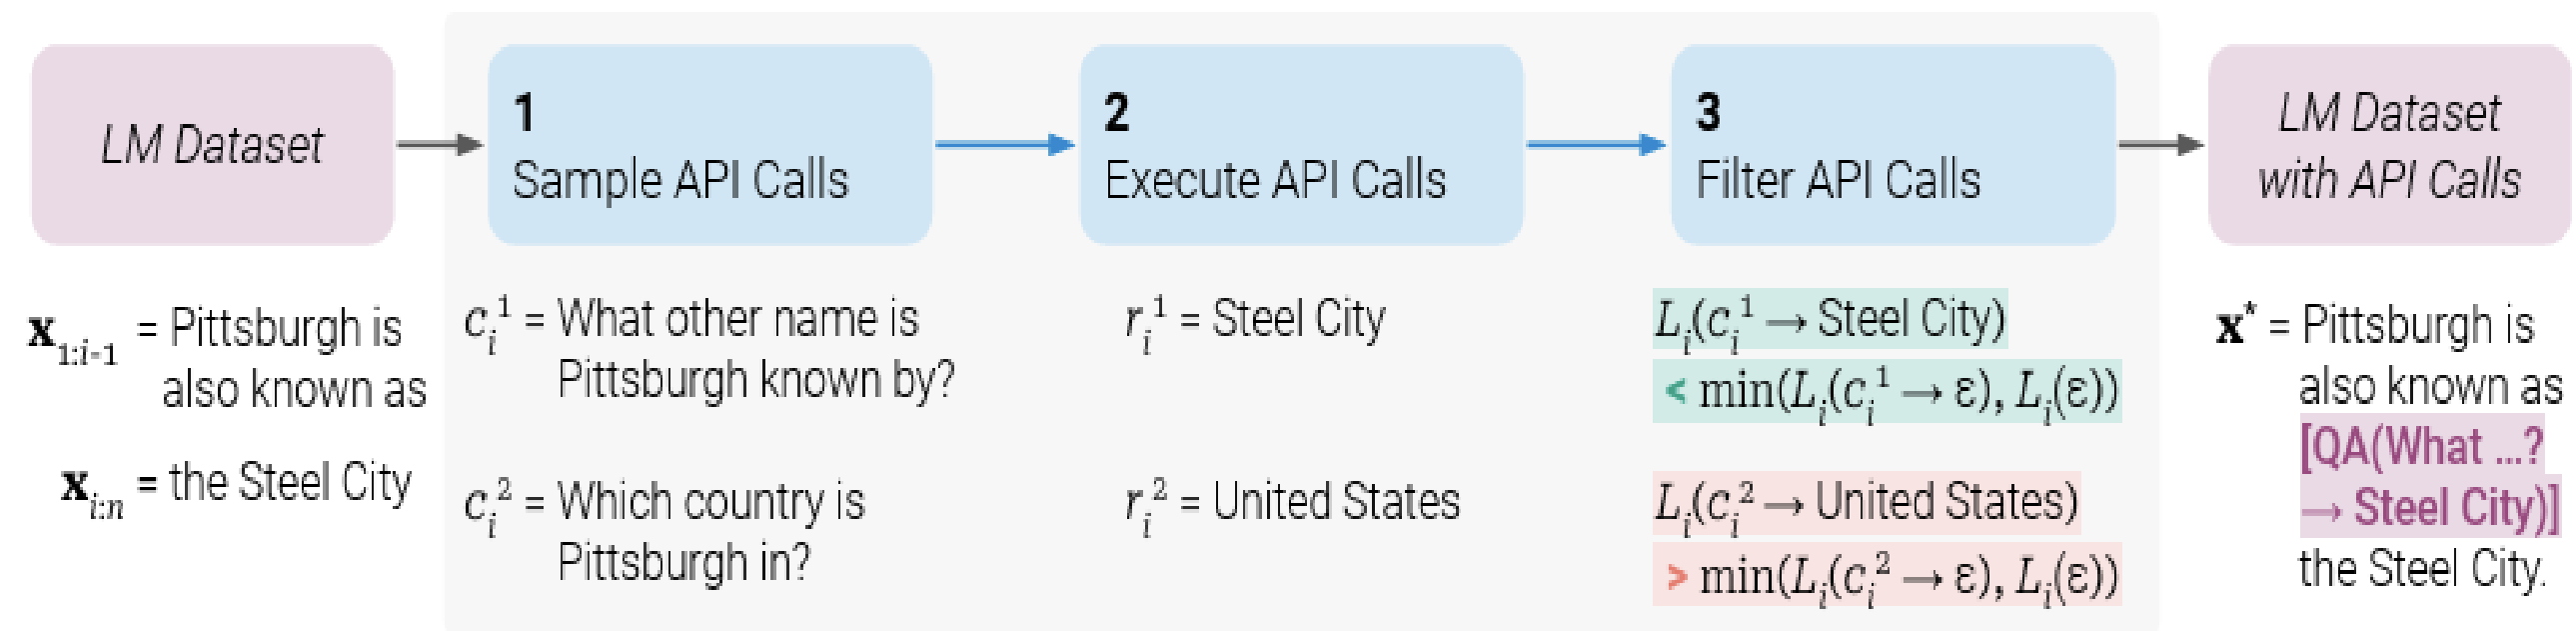 LM Dataset
1
Sample API Calls
2
Execute API Calls
3
Filter API Calls
LM Dataset
with API Calls
x1:i-1 = Pittsburgh is
also known as
xi:n = the Steel City
ci1 = What other name is
Pittsburgh known by?
ci2 = Which country is
Pittsburgh in?
ri1 = Steel City
ri2 = United States
Li(ci1 → Steel City)
< min(Li(ci1 → ε), Li(ε))
Li(ci2 → United States)
> min(Li(ci2 → ε), Li(ε))
x* = Pittsburgh is
also known as
[QA(What ...?
→ Steel City)]
the Steel City.